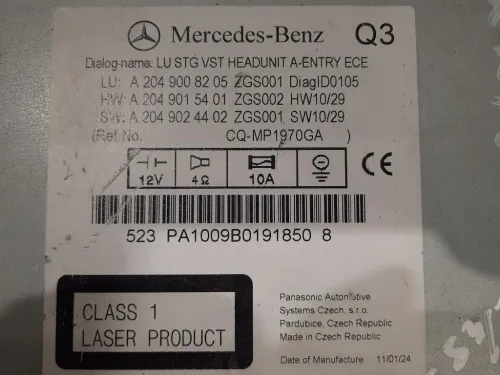 Mercedes-Benz Q3
Dialog-name: LU STG VST HEADUNIT A-ENTRY ECE
LU: A 204 900 82 05 ZGS001 DiagID0105
HW: A 204 901 54 01 ZGS002 HW10/29
SW: A 204 902 44 02 ZGS001 SW10/29
(Ref No. CQ-MP1970GA )
12V 4Ω 10A
CE
523 PA1009B0191850 8
CLASS 1
LASER PRODUCT
Panasonic Automotive
Systems Czech, s.r.o.
Pardubice, Czech Republic
Made in Czech Republic
Date of Manufacture 11/01/24